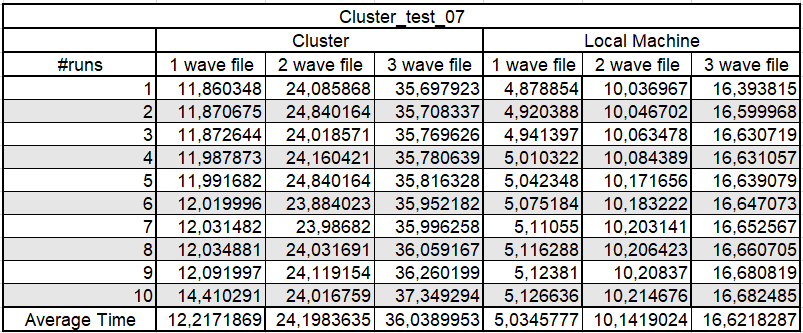 Cluster_test_07
Cluster Local Machine
#runs 1 wave file 2 wave file 3 wave file 1 wave file 2 wave file 3 wave file
1 11,860348 24,085868 35,697923 4,878854 10,036967 16,393815
2 11,870675 24,840164 35,708337 4,920388 10,046702 16,599968
3 11,872644 24,018571 35,769626 4,941397 10,063478 16,630719
4 11,987873 24,160421 35,780639 5,010322 10,084389 16,631057
5 11,991682 24,840164 35,816328 5,042348 10,171656 16,639079
6 12,019996 23,884023 35,952182 5,075184 10,183222 16,647073
7 12,031482 23,98682 35,996258 5,11055 10,203141 16,652567
8 12,034881 24,031691 36,059167 5,116288 10,206423 16,660705
9 12,091997 24,119154 36,260199 5,12381 10,20837 16,680819
10 14,410291 24,016759 37,349294 5,126636 10,214676 16,682485
Average Time 12,2171869 24,1983635 36,0389953 5,0345777 10,1419024 16,6218287